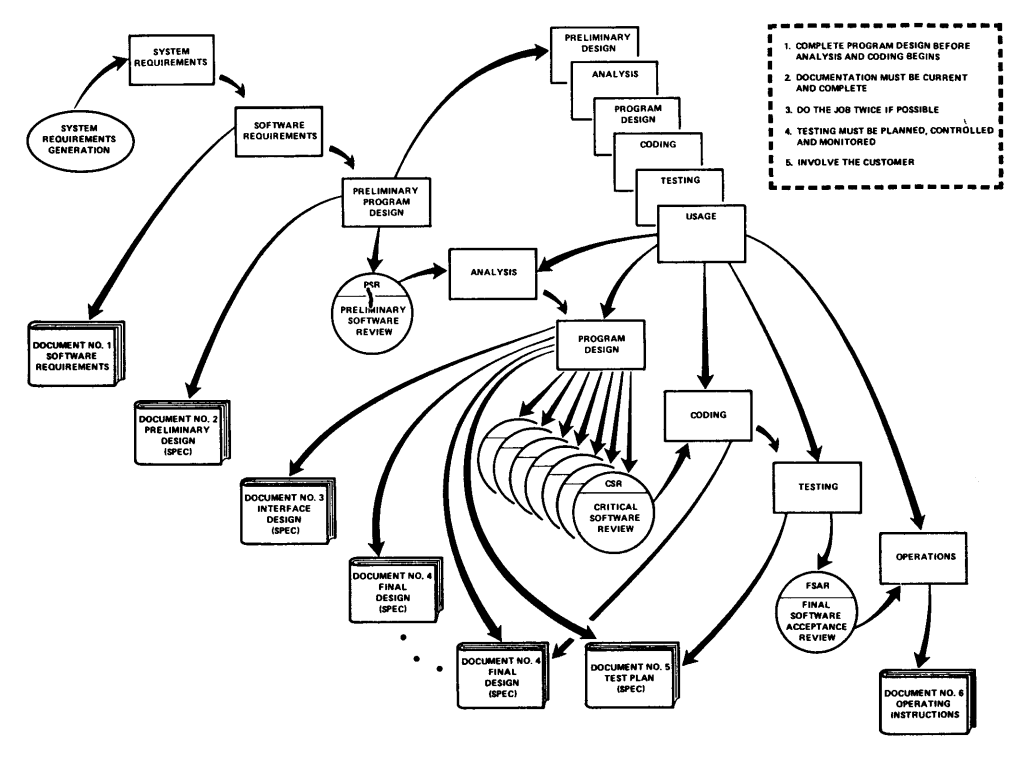 SYSTEM
REQUIREMENTS
SYSTEM
REQUIREMENTS
GENERATION
SOFTWARE
REQUIREMENTS
PRELIMINARY
PROGRAM
DESIGN
PSR
PRELIMINARY
SOFTWARE
REVIEW
PRELIMINARY
DESIGN
ANALYSIS
PROGRAM
DESIGN
CODING
TESTING
USAGE
1. COMPLETE PROGRAM DESIGN BEFORE
ANALYSIS AND CODING BEGINS
2. DOCUMENTATION MUST BE CURRENT
AND COMPLETE
3. DO THE JOB TWICE IF POSSIBLE
4. TESTING MUST BE PLANNED, CONTROLLED
AND MONITORED
5. INVOLVE THE CUSTOMER
ANALYSIS
PROGRAM
DESIGN
CODING
TESTING
OPERATIONS
CSR
CRITICAL
SOFTWARE
REVIEW
FSAR
FINAL
SOFTWARE
ACCEPTANCE
REVIEW
DOCUMENT NO. 1
SOFTWARE
REQUIREMENTS
DOCUMENT NO. 2
PRELIMINARY
DESIGN
(SPEC)
DOCUMENT NO. 3
INTERFACE
DESIGN
(SPEC)
DOCUMENT NO. 4
FINAL
DESIGN
(SPEC)
DOCUMENT NO. 4
FINAL
DESIGN
(SPEC)
DOCUMENT NO. 5
TEST PLAN
(SPEC)
DOCUMENT NO. 6
OPERATING
INSTRUCTIONS